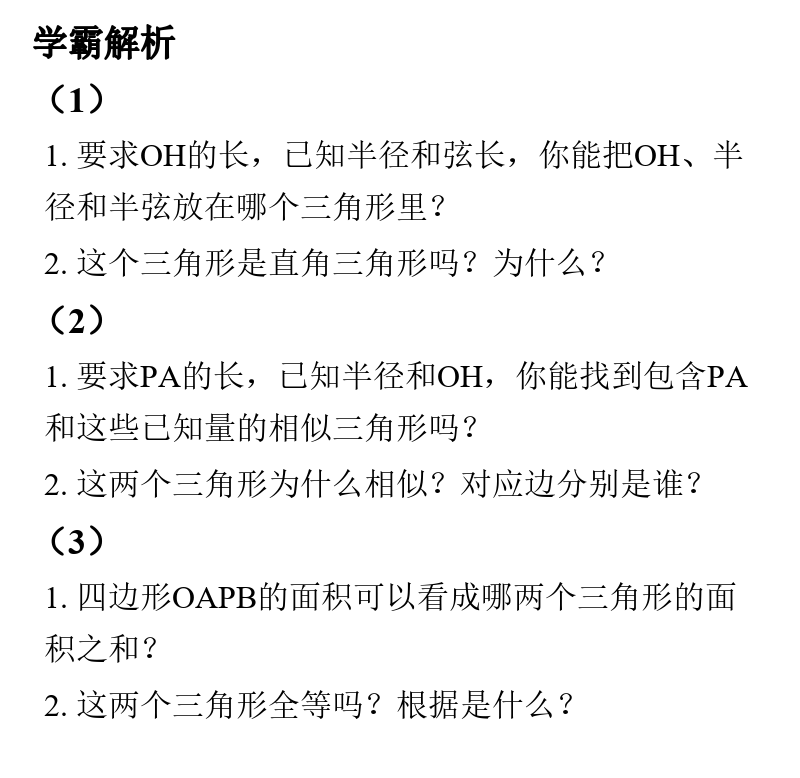 学霸解析
（1）
1. 要求OH的长，已知半径和弦长，你能把OH、半
径和半弦放在哪个三角形里？
2. 这个三角形是直角三角形吗？为什么？
（2）
1. 要求PA的长，已知半径和OH，你能找到包含PA
和这些已知量的相似三角形吗？
2. 这两个三角形为什么相似？对应边分别是谁？
（3）
1. 四边形OAPB的面积可以看成哪两个三角形的面
积之和？
2. 这两个三角形全等吗？根据是什么？